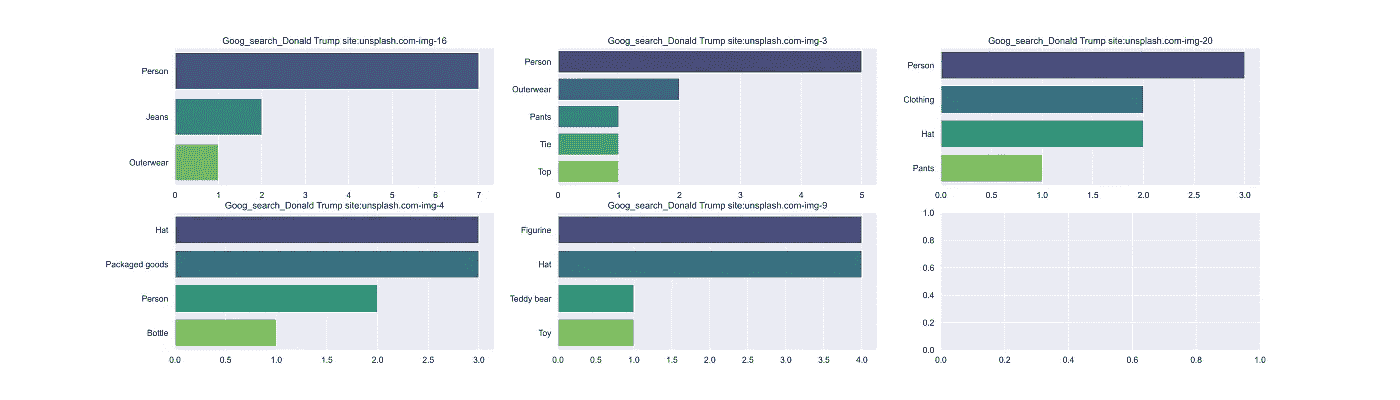 Goog_search_Donald Trump site:unsplash.com-img-16
Person
Jeans
Outerwear
0 1 2 3 4 5 6 7
Goog_search_Donald Trump site:unsplash.com-img-3
Person
Outerwear
Pants
Tie
Top
0 1 2 3 4 5
Goog_search_Donald Trump site:unsplash.com-img-20
Person
Clothing
Hat
Pants
0.0 0.5 1.0 1.5 2.0 2.5 3.0
Goog_search_Donald Trump site:unsplash.com-img-4
Hat
Packaged goods
Person
Bottle
0.0 0.5 1.0 1.5 2.0 2.5 3.0
Goog_search_Donald Trump site:unsplash.com-img-9
Figurine
Hat
Teddy bear
Toy
0.0 0.5 1.0 1.5 2.0 2.5 3.0 3.5 4.0
1.0
0.8
0.6
0.4
0.2
0.0
0.0 0.2 0.4 0.6 0.8 1.0